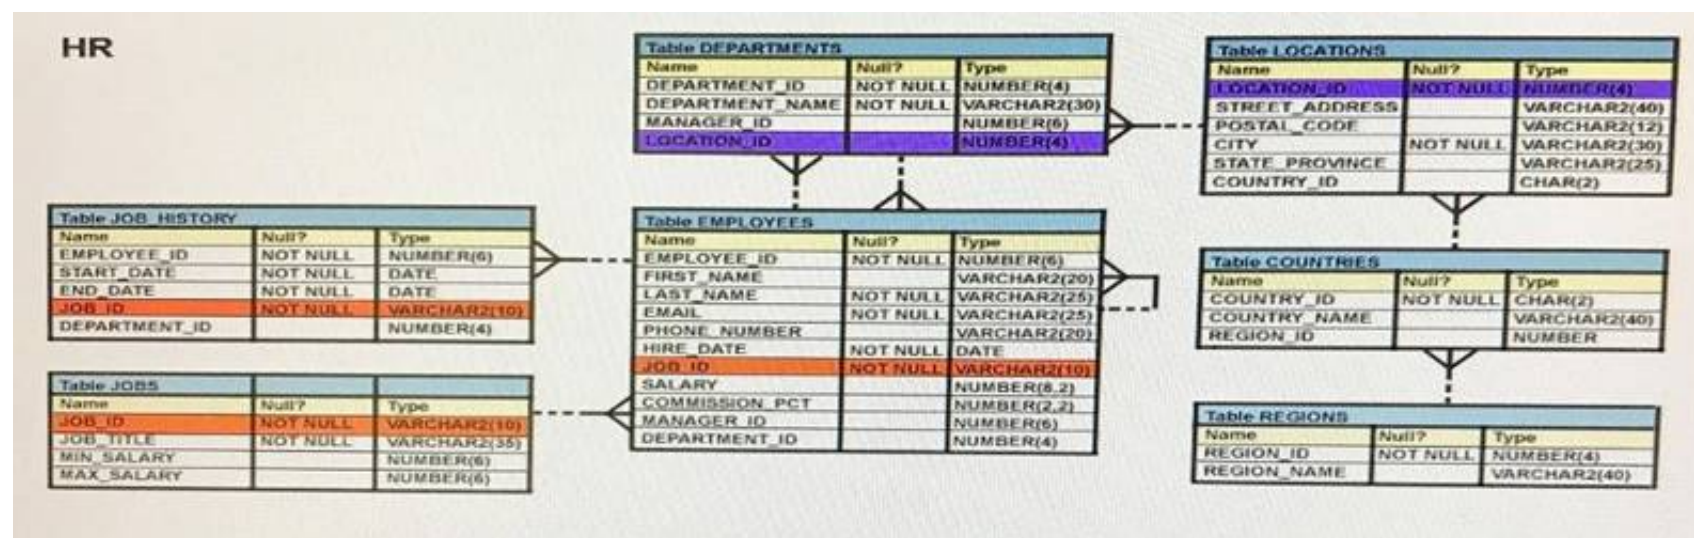 HR
Table DEPARTMENTS
Name Null? Type
DEPARTMENT_ID NOT NULL NUMBER(4)
DEPARTMENT_NAME NOT NULL VARCHAR2(30)
MANAGER_ID NUMBER(6)
LOCATION_ID NUMBER(4)
Table LOCATIONS
Name Null? Type
LOCATION_ID NOT NULL NUMBER(4)
STREET_ADDRESS VARCHAR2(40)
POSTAL_CODE VARCHAR2(12)
CITY NOT NULL VARCHAR2(30)
STATE_PROVINCE VARCHAR2(25)
COUNTRY_ID CHAR(2)
Table JOB_HISTORY
Name Null? Type
EMPLOYEE_ID NOT NULL NUMBER(6)
START_DATE NOT NULL DATE
END_DATE NOT NULL DATE
JOB_ID NOT NULL VARCHAR2(10)
DEPARTMENT_ID NUMBER(4)
Table EMPLOYEES
Name Null? Type
EMPLOYEE_ID NOT NULL NUMBER(6)
FIRST_NAME VARCHAR2(20)
LAST_NAME NOT NULL VARCHAR2(25)
EMAIL NOT NULL VARCHAR2(25)
PHONE_NUMBER VARCHAR2(20)
HIRE_DATE NOT NULL DATE
JOB_ID NOT NULL VARCHAR2(10)
SALARY NUMBER(8,2)
COMMISSION_PCT NUMBER(2,2)
MANAGER_ID NUMBER(6)
DEPARTMENT_ID NUMBER(4)
Table COUNTRIES
Name Null? Type
COUNTRY_ID NOT NULL CHAR(2)
COUNTRY_NAME VARCHAR2(40)
REGION_ID NUMBER
Table JOBS
Name Null? Type
JOB_ID NOT NULL VARCHAR2(10)
JOB_TITLE NOT NULL VARCHAR2(35)
MIN_SALARY NUMBER(6)
MAX_SALARY NUMBER(6)
Table REGIONS
Name Null? Type
REGION_ID NOT NULL NUMBER(4)
REGION_NAME VARCHAR2(40)